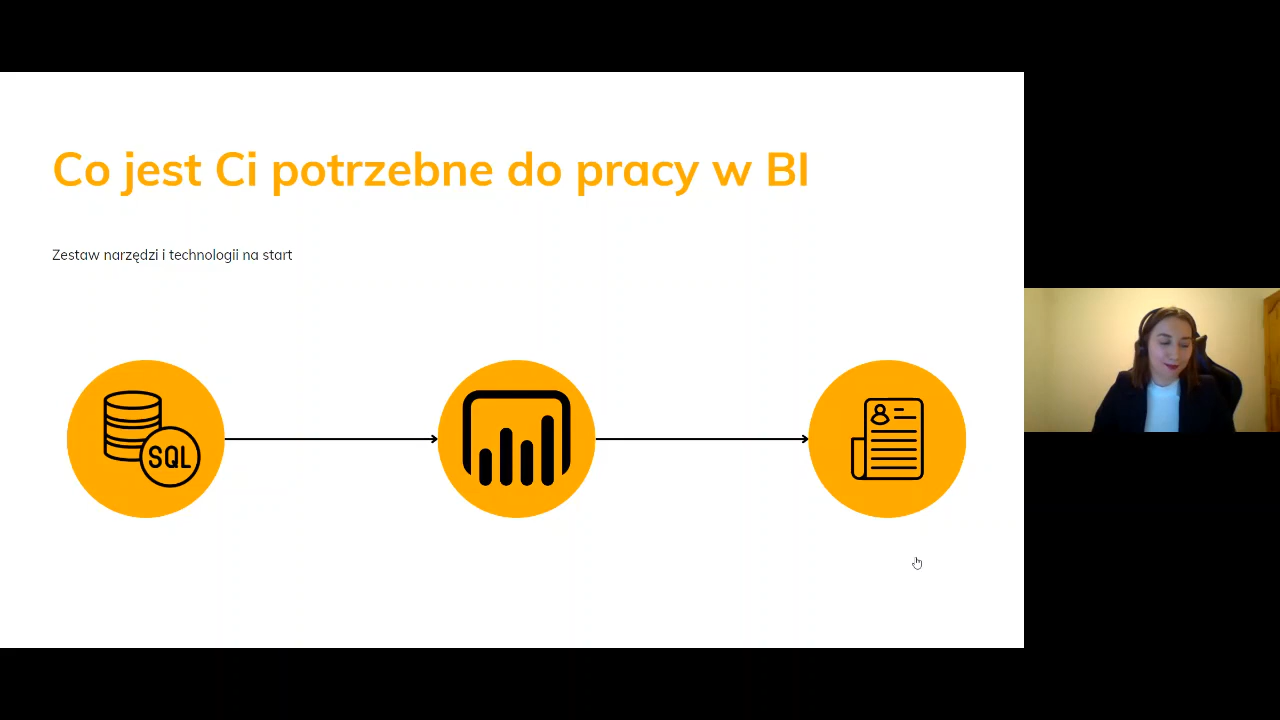 Co jest Ci potrzebne do pracy w BI
Zestaw narzędzi i technologii na start
SQL